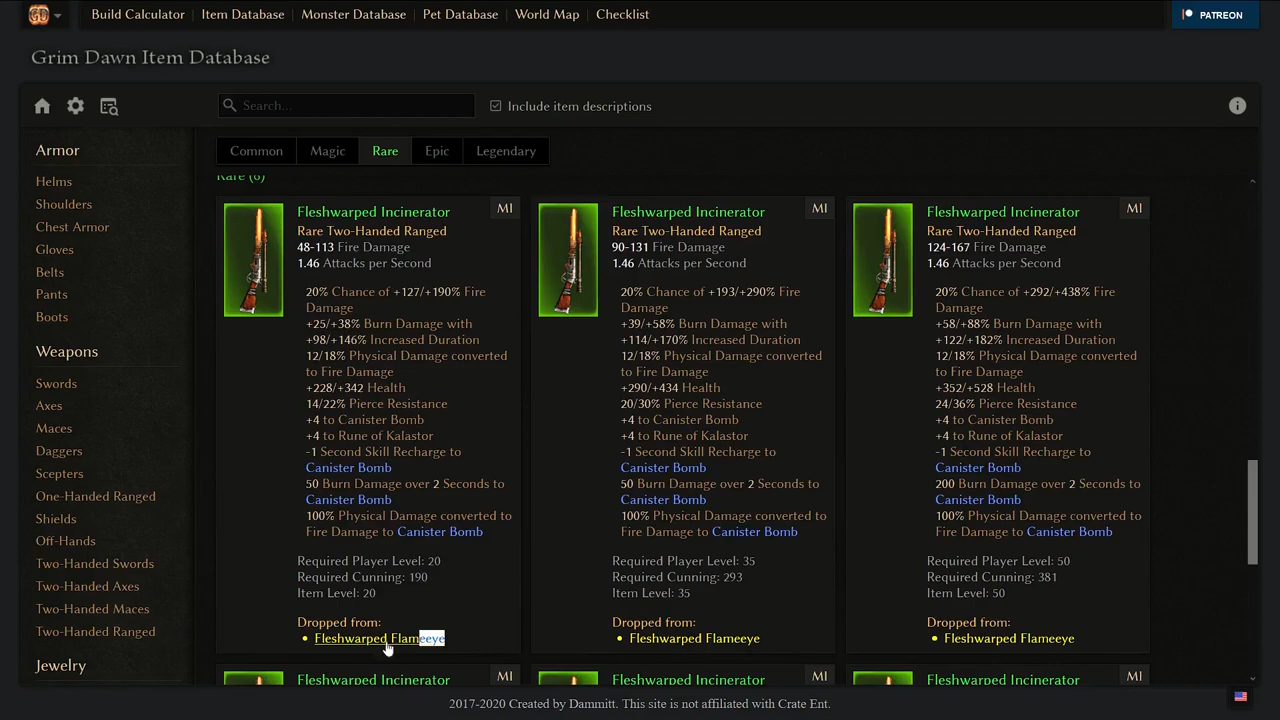 GD
Build Calculator
Item Database
Monster Database
Pet Database
World Map
Checklist
PATREON
Grim Dawn Item Database
Search...
Include item descriptions
Armor
Helms
Shoulders
Chest Armor
Gloves
Belts
Pants
Boots
Weapons
Swords
Axes
Maces
Daggers
Scepters
One-Handed Ranged
Shields
Off-Hands
Two-Handed Swords
Two-Handed Axes
Two-Handed Maces
Two-Handed Ranged
Jewelry
Common
Magic
Rare
Epic
Legendary
Rare (6)
Fleshwarped Incinerator
MI
Rare Two-Handed Ranged
48-113 Fire Damage
1.46 Attacks per Second
20% Chance of +127/+190% Fire
Damage
+25/+38% Burn Damage with
+98/+146% Increased Duration
12/18% Physical Damage converted
to Fire Damage
+228/+342 Health
14/22% Pierce Resistance
+4 to Canister Bomb
+4 to Rune of Kalastor
-1 Second Skill Recharge to
Canister Bomb
50 Burn Damage over 2 Seconds to
Canister Bomb
100% Physical Damage converted to
Fire Damage to Canister Bomb
Required Player Level: 20
Required Cunning: 190
Item Level: 20
Dropped from:
• Fleshwarped Flameeye
Fleshwarped Incinerator
MI
Rare Two-Handed Ranged
90-131 Fire Damage
1.46 Attacks per Second
20% Chance of +193/+290% Fire
Damage
+39/+58% Burn Damage with
+114/+170% Increased Duration
12/18% Physical Damage converted
to Fire Damage
+290/+434 Health
20/30% Pierce Resistance
+4 to Canister Bomb
+4 to Rune of Kalastor
-1 Second Skill Recharge to
Canister Bomb
50 Burn Damage over 2 Seconds to
Canister Bomb
100% Physical Damage converted to
Fire Damage to Canister Bomb
Required Player Level: 35
Required Cunning: 293
Item Level: 35
Dropped from:
• Fleshwarped Flameeye
Fleshwarped Incinerator
MI
Rare Two-Handed Ranged
124-167 Fire Damage
1.46 Attacks per Second
20% Chance of +292/+438% Fire
Damage
+58/+88% Burn Damage with
+122/+182% Increased Duration
12/18% Physical Damage converted
to Fire Damage
+352/+528 Health
24/36% Pierce Resistance
+4 to Canister Bomb
+4 to Rune of Kalastor
-1 Second Skill Recharge to
Canister Bomb
200 Burn Damage over 2 Seconds to
Canister Bomb
100% Physical Damage converted to
Fire Damage to Canister Bomb
Required Player Level: 50
Required Cunning: 381
Item Level: 50
Dropped from:
• Fleshwarped Flameeye
Fleshwarped Incinerator
MI
Fleshwarped Incinerator
MI
Fleshwarped Incinerator
MI
2017-2020 Created by Dammitt. This site is not affiliated with Crate Ent.